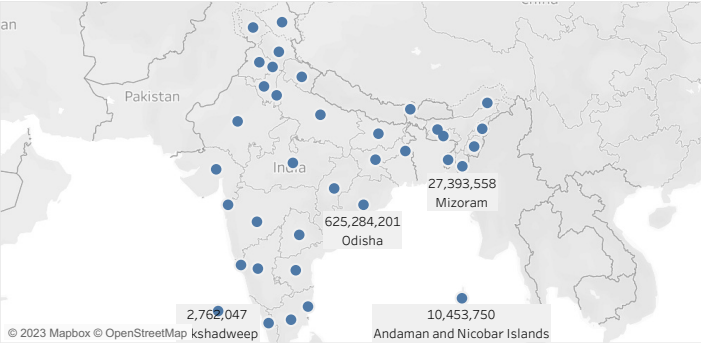 an
China
Pakistan
India
27,393,558
Mizoram
625,284,201
Odisha
2,762,047
kshadweep
10,453,750
Andaman and Nicobar Islands
© 2023 Mapbox © OpenStreetMap